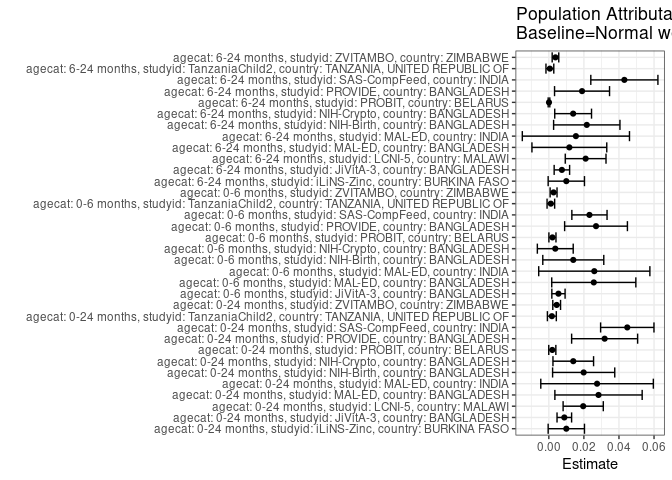 Population Attributa
Baseline=Normal w
agecat: 6-24 months, studyid: ZVITAMBO, country: ZIMBABWE
agecat: 6-24 months, studyid: TanzaniaChild2, country: TANZANIA, UNITED REPUBLIC OF
agecat: 6-24 months, studyid: SAS-CompFeed, country: INDIA
agecat: 6-24 months, studyid: PROVIDE, country: BANGLADESH
agecat: 6-24 months, studyid: PROBIT, country: BELARUS
agecat: 6-24 months, studyid: NIH-Crypto, country: BANGLADESH
agecat: 6-24 months, studyid: NIH-Birth, country: BANGLADESH
agecat: 6-24 months, studyid: MAL-ED, country: INDIA
agecat: 6-24 months, studyid: MAL-ED, country: BANGLADESH
agecat: 6-24 months, studyid: LCNI-5, country: MALAWI
agecat: 6-24 months, studyid: JiVitA-3, country: BANGLADESH
agecat: 6-24 months, studyid: iLiNS-Zinc, country: BURKINA FASO
agecat: 0-6 months, studyid: ZVITAMBO, country: ZIMBABWE
agecat: 0-6 months, studyid: TanzaniaChild2, country: TANZANIA, UNITED REPUBLIC OF
agecat: 0-6 months, studyid: SAS-CompFeed, country: INDIA
agecat: 0-6 months, studyid: PROVIDE, country: BANGLADESH
agecat: 0-6 months, studyid: PROBIT, country: BELARUS
agecat: 0-6 months, studyid: NIH-Crypto, country: BANGLADESH
agecat: 0-6 months, studyid: NIH-Birth, country: BANGLADESH
agecat: 0-6 months, studyid: MAL-ED, country: INDIA
agecat: 0-6 months, studyid: MAL-ED, country: BANGLADESH
agecat: 0-6 months, studyid: JiVitA-3, country: BANGLADESH
agecat: 0-24 months, studyid: ZVITAMBO, country: ZIMBABWE
agecat: 0-24 months, studyid: TanzaniaChild2, country: TANZANIA, UNITED REPUBLIC OF
agecat: 0-24 months, studyid: SAS-CompFeed, country: INDIA
agecat: 0-24 months, studyid: PROVIDE, country: BANGLADESH
agecat: 0-24 months, studyid: PROBIT, country: BELARUS
agecat: 0-24 months, studyid: NIH-Crypto, country: BANGLADESH
agecat: 0-24 months, studyid: NIH-Birth, country: BANGLADESH
agecat: 0-24 months, studyid: MAL-ED, country: INDIA
agecat: 0-24 months, studyid: MAL-ED, country: BANGLADESH
agecat: 0-24 months, studyid: LCNI-5, country: MALAWI
agecat: 0-24 months, studyid: JiVitA-3, country: BANGLADESH
agecat: 0-24 months, studyid: iLiNS-Zinc, country: BURKINA FASO
0.00 0.02 0.04 0.06
Estimate